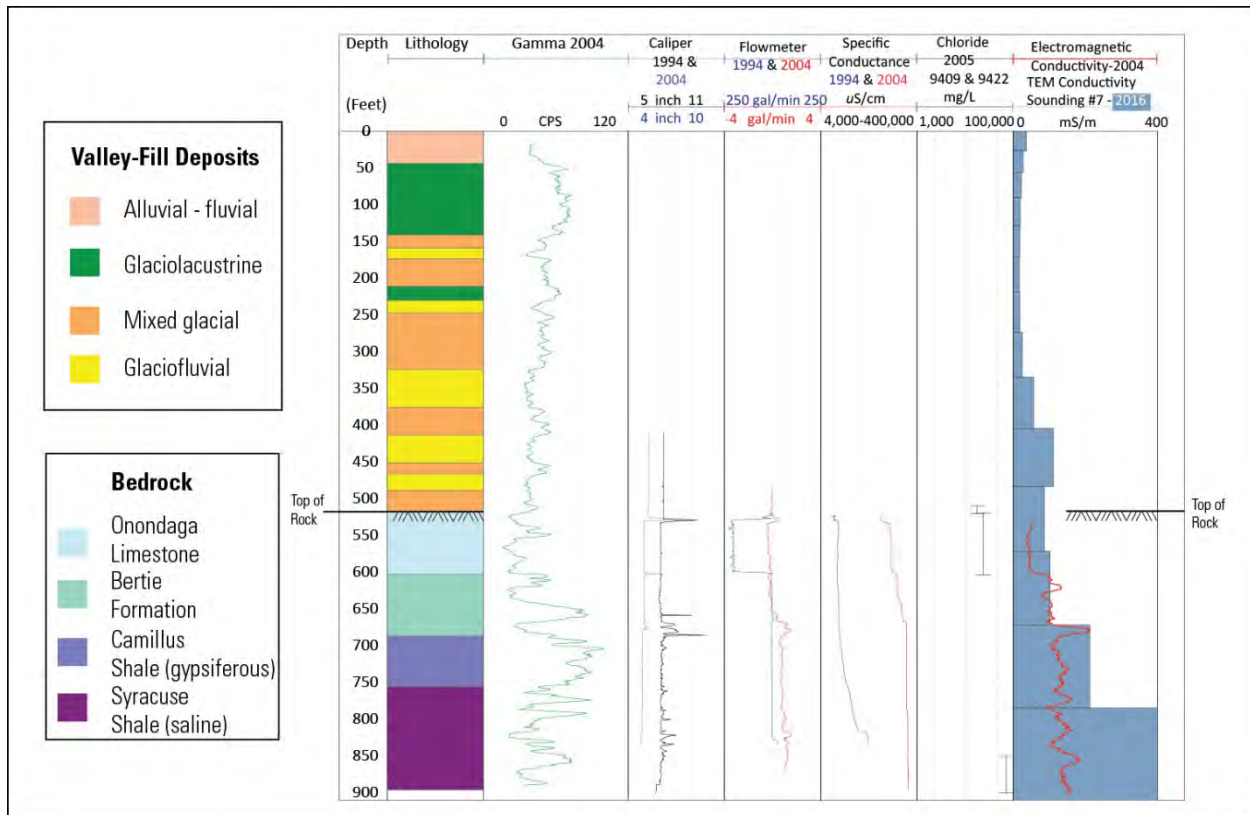 Depth
(Feet)
Lithology
Gamma 2004
0 CPS 120
Caliper
1994 &
2004
5 inch 11
4 inch 10
Flowmeter
1994 & 2004
250 gal/min 250
-4 gal/min 4
Specific
Conductance
1994 & 2004
uS/cm
4,000-400,000
Chloride
2005
9409 & 9422
mg/L
1,000 100,000
Electromagnetic
Conductivity-2004
TEM Conductivity
Sounding #7 - 2016
0 mS/m 400
0
50
100
150
200
250
300
350
400
450
500
550
600
650
700
750
800
850
900
Valley-Fill Deposits
Alluvial - fluvial
Glaciolacustrine
Mixed glacial
Glaciofluvial
Bedrock
Onondaga
Limestone
Bertie
Formation
Camillus
Shale (gypsiferous)
Syracuse
Shale (saline)
Top of
Rock
Top of
Rock